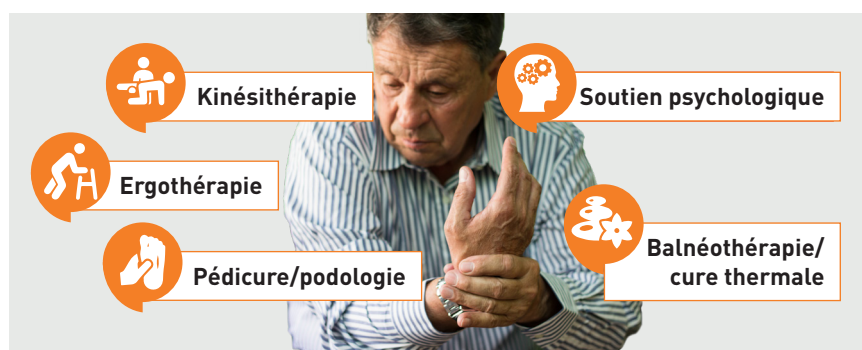 Kinésithérapie
Soutien psychologique
Ergothérapie
Pédicure/podologie
Balnéothérapie/
cure thermale